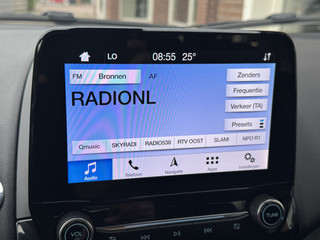 LO 08:55 25°
FM Bronnen AF Zenders
RADIONL
Frequentie
Verkeer (TA)
Presets
Qmusic SKYRADI RADIO538 RTV OOST SLAM! NPO R1
Audio Telefoon Navigatie Apps Instellingen
VOL TUNE